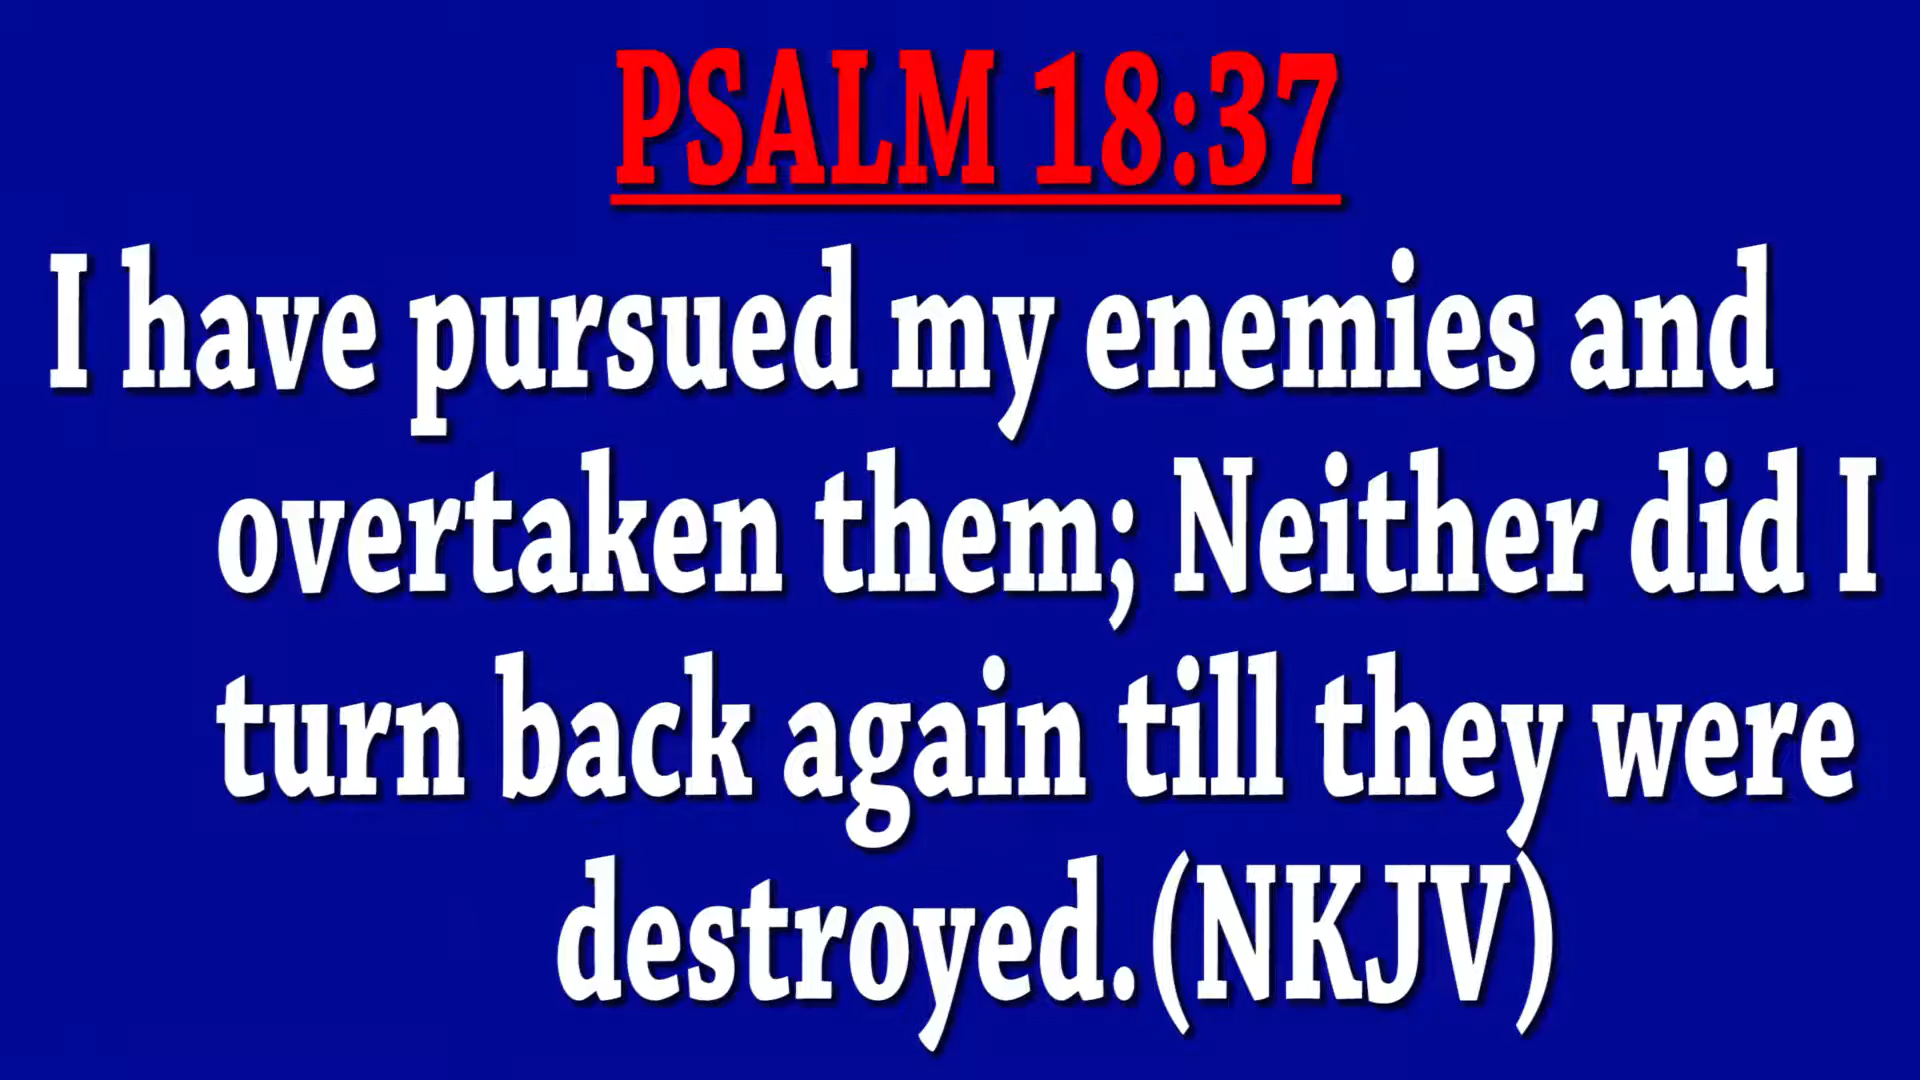 PSALM 18:37
I have pursued my enemies and
overtaken them; Neither did I
turn back again till they were
destroyed.(NKJV)